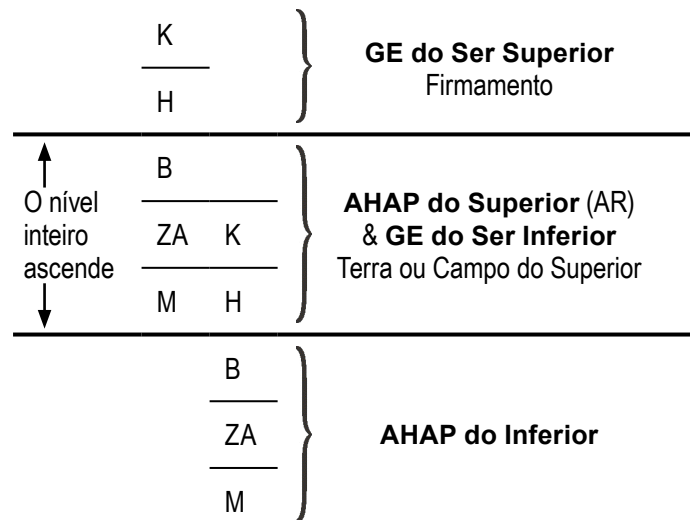 K
GE do Ser Superior
H
Firmamento
B
O nível
inteiro
ascende
ZA K
M H
AHAP do Superior (AR)
& GE do Ser Inferior
Terra ou Campo do Superior
B
ZA
M
AHAP do Inferior